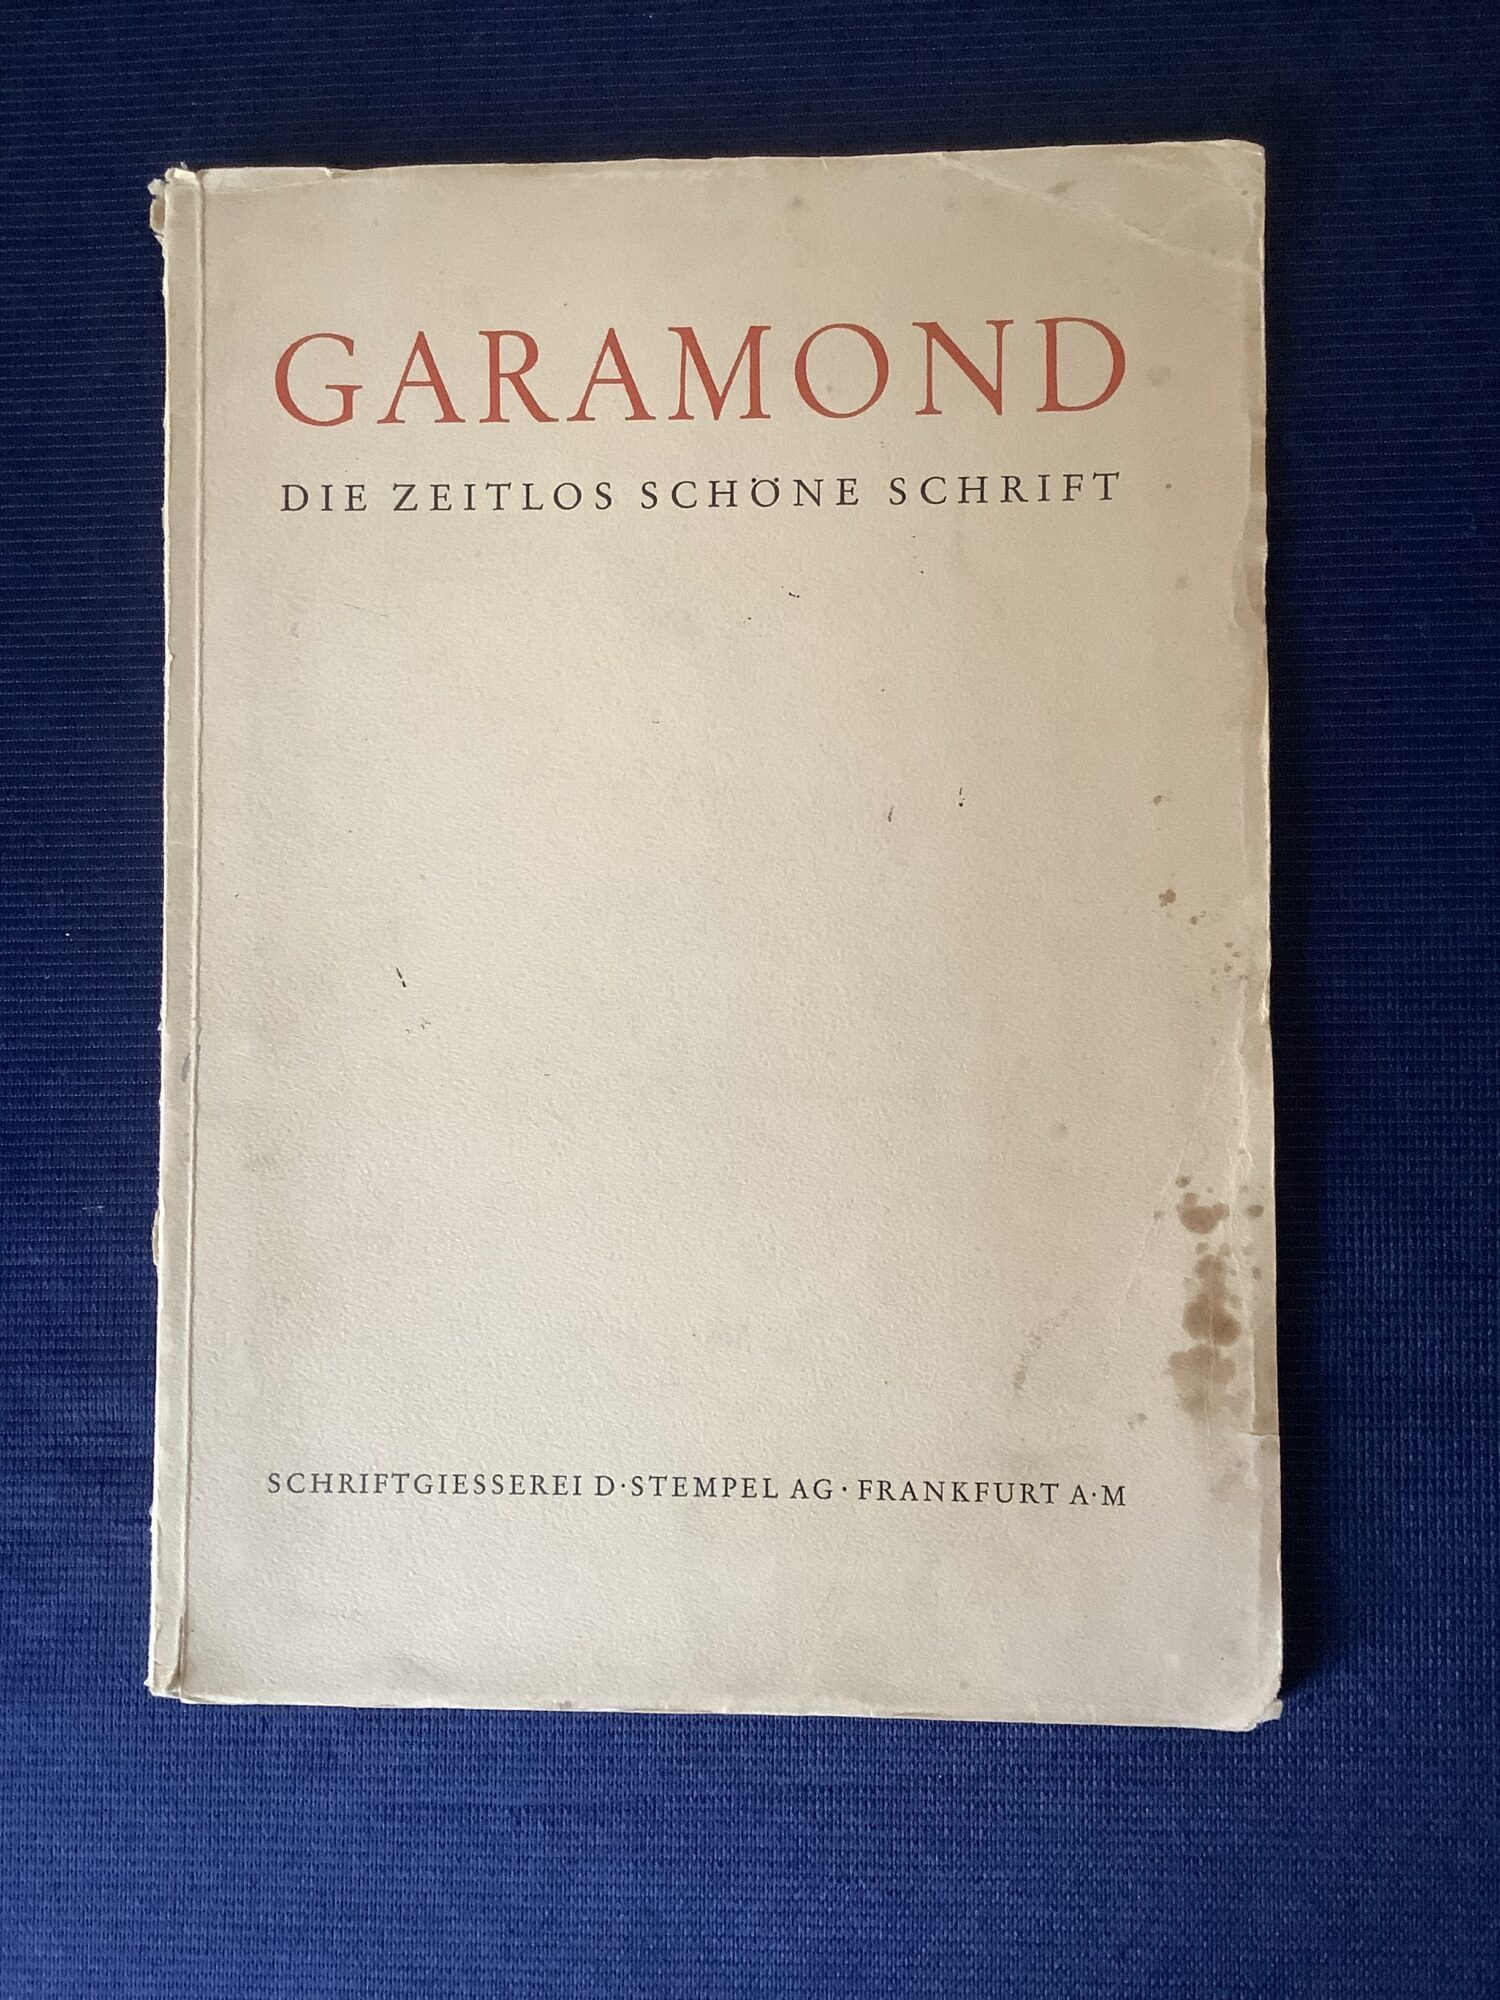 GARAMOND
DIE ZEITLOS SCHÖNE SCHRIFT
SCHRIFTGIESSEREI D·STEMPEL AG·FRANKFURT A·M